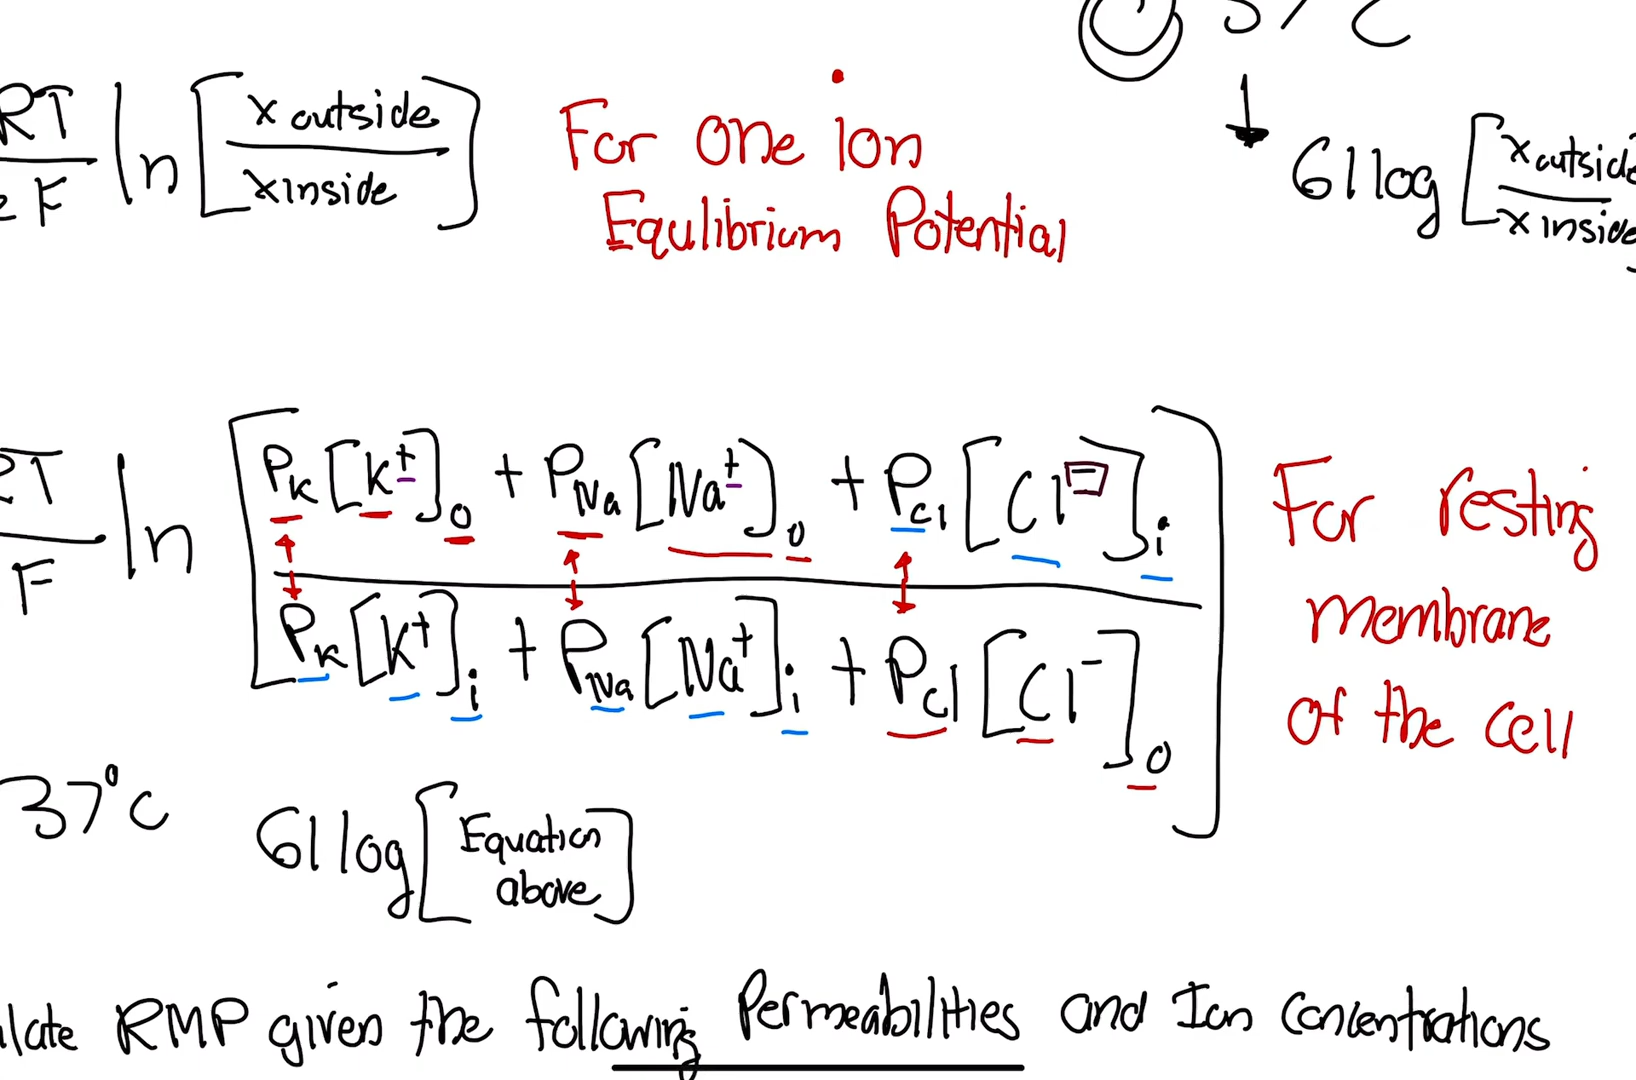 37°C
RT
zF ln [ x outside / x inside ]
For one Ion
Equlibrium Potential
61 log [ x outside / x inside ]
RT
F ln [ PK [K+]o + PNa [Na+]o + PCl [Cl-]i
PK [K+]i + PNa [Na+]i + PCl [Cl-]o ]
For resting
membrane
of the cell
37°C 61 log [ Equation
above ]
ulate RMP given the following Permeabilities and Ion Concentrations